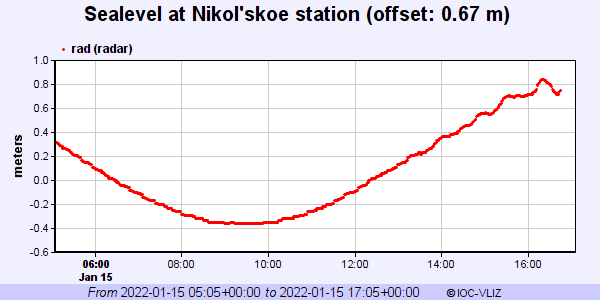 Sealevel at Nikol'skoe station (offset: 0.67 m)
rad (radar)
meters
1.0
0.8
0.6
0.4
0.2
0.0
-0.2
-0.4
-0.6
06:00 08:00 10:00 12:00 14:00 16:00
Jan 15
From 2022-01-15 05:05+00:00 to 2022-01-15 17:05+00:00 © IOC-VLIZ